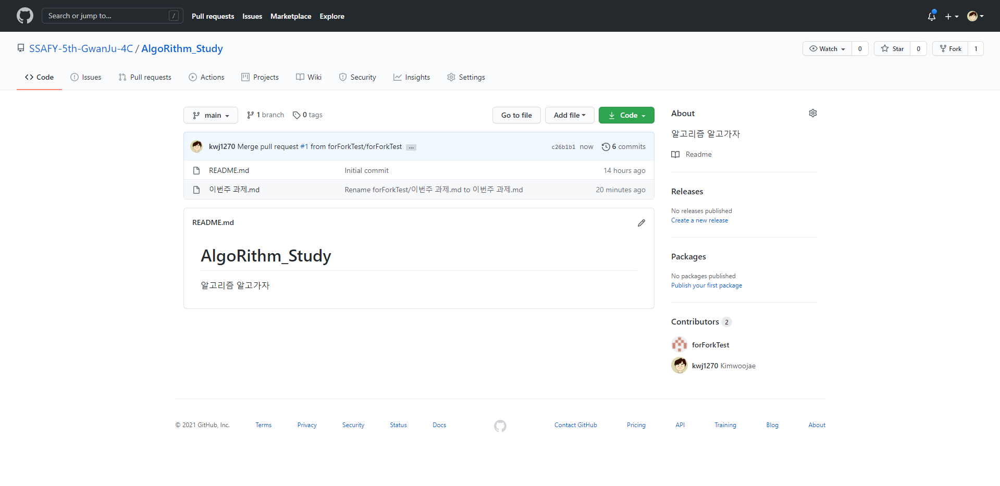 Search or jump to... / Pull requests Issues Marketplace Explore
SSAFY-5th-GwanJu-4C / AlgoRithm_Study Watch 0 Star 0 Fork 1
Code Issues Pull requests Actions Projects Wiki Security Insights Settings
main 1 branch 0 tags Go to file Add file Code
kwj1270 Merge pull request #1 from forForkTest/forForkTest ... c26b1b1 now 6 commits
README.md Initial commit 14 hours ago
이번주 과제.md Rename forForkTest/이번주 과제.md to 이번주 과제.md 20 minutes ago
README.md
AlgoRithm_Study
알고리즘 알고가자
About
알고리즘 알고가자
Readme
Releases
No releases published
Create a new release
Packages
No packages published
Publish your first package
Contributors 2
forForkTest
kwj1270 Kimwoojae
© 2021 GitHub, Inc. Terms Privacy Security Status Docs Contact GitHub Pricing API Training Blog About